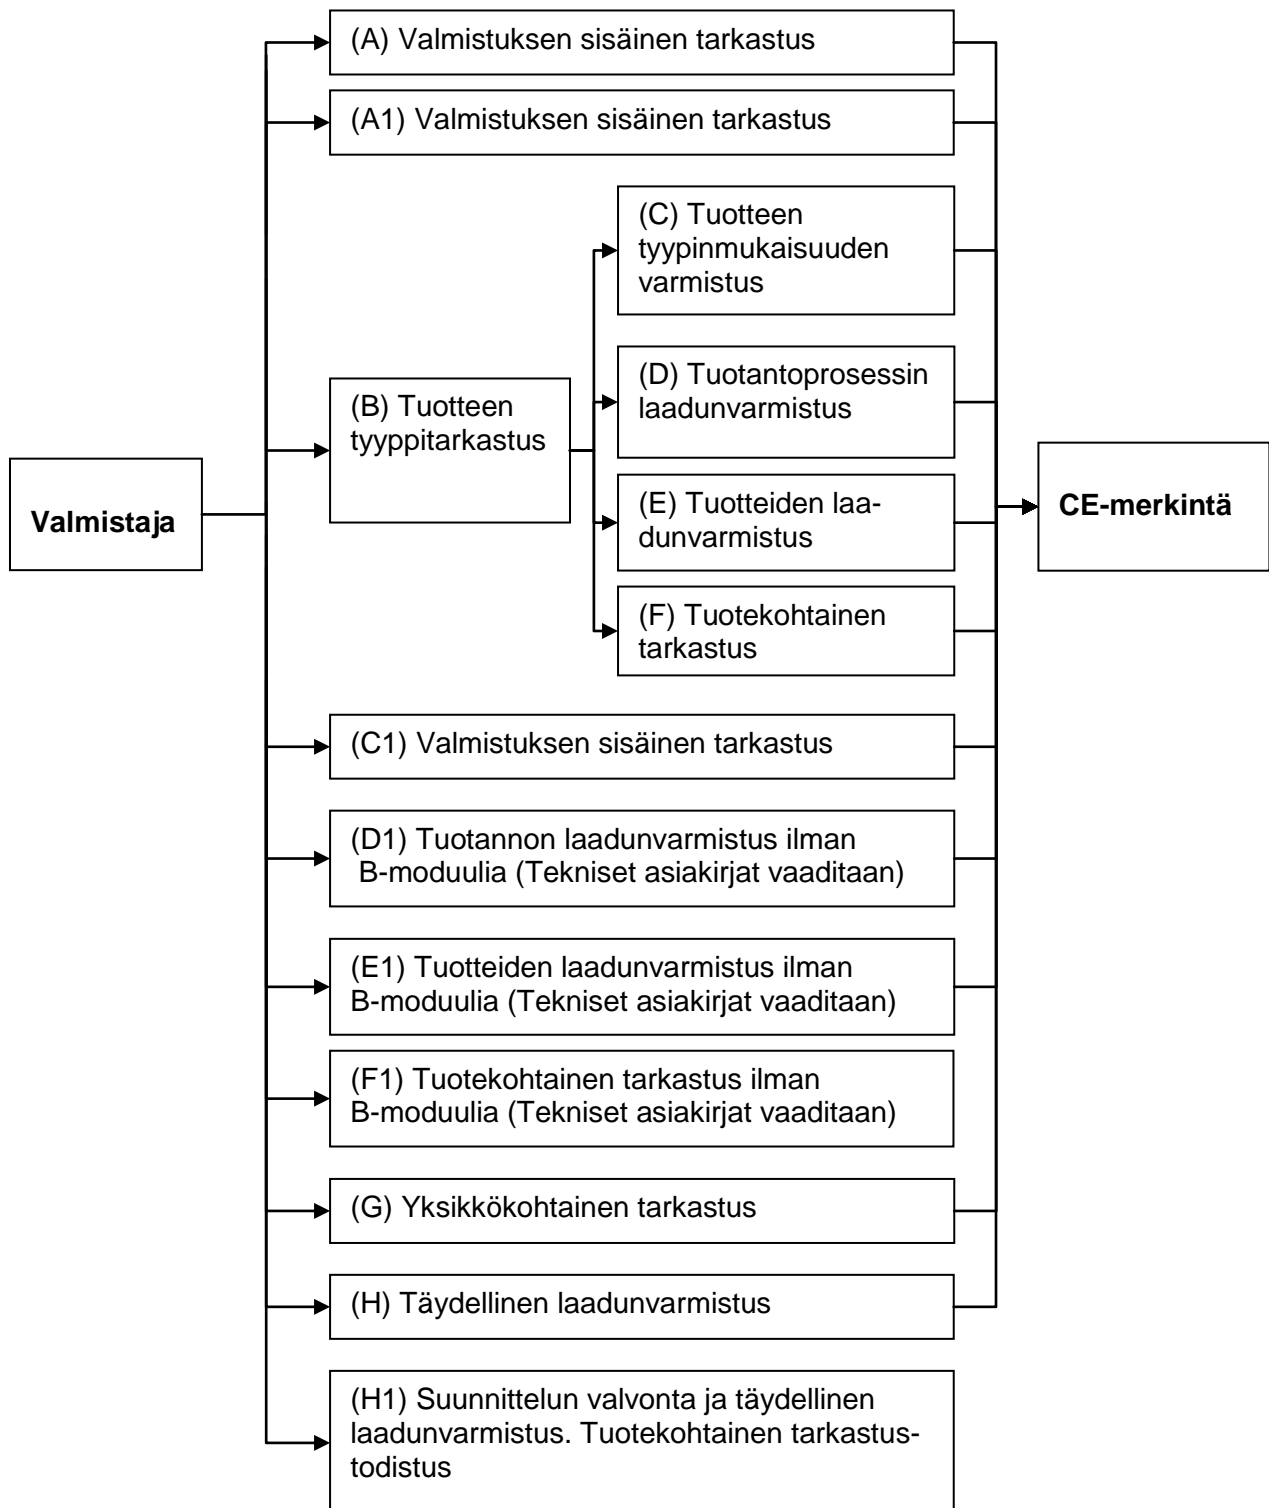 (A) Valmistuksen sisäinen tarkastus
(A1) Valmistuksen sisäinen tarkastus
(C) Tuotteen
tyypinmukaisuuden
varmistus
(D) Tuotantoprosessin
laadunvarmistus
(B) Tuotteen
tyyppitarkastus
Valmistaja
(E) Tuotteiden laa-
dunvarmistus
CE-merkintä
(F) Tuotekohtainen
tarkastus
(C1) Valmistuksen sisäinen tarkastus
(D1) Tuotannon laadunvarmistus ilman
B-moduulia (Tekniset asiakirjat vaaditaan)
(E1) Tuotteiden laadunvarmistus ilman
B-moduulia (Tekniset asiakirjat vaaditaan)
(F1) Tuotekohtainen tarkastus ilman
B-moduulia (Tekniset asiakirjat vaaditaan)
(G) Yksikkökohtainen tarkastus
(H) Täydellinen laadunvarmistus
(H1) Suunnittelun valvonta ja täydellinen
laadunvarmistus. Tuotekohtainen tarkastus-
todistus